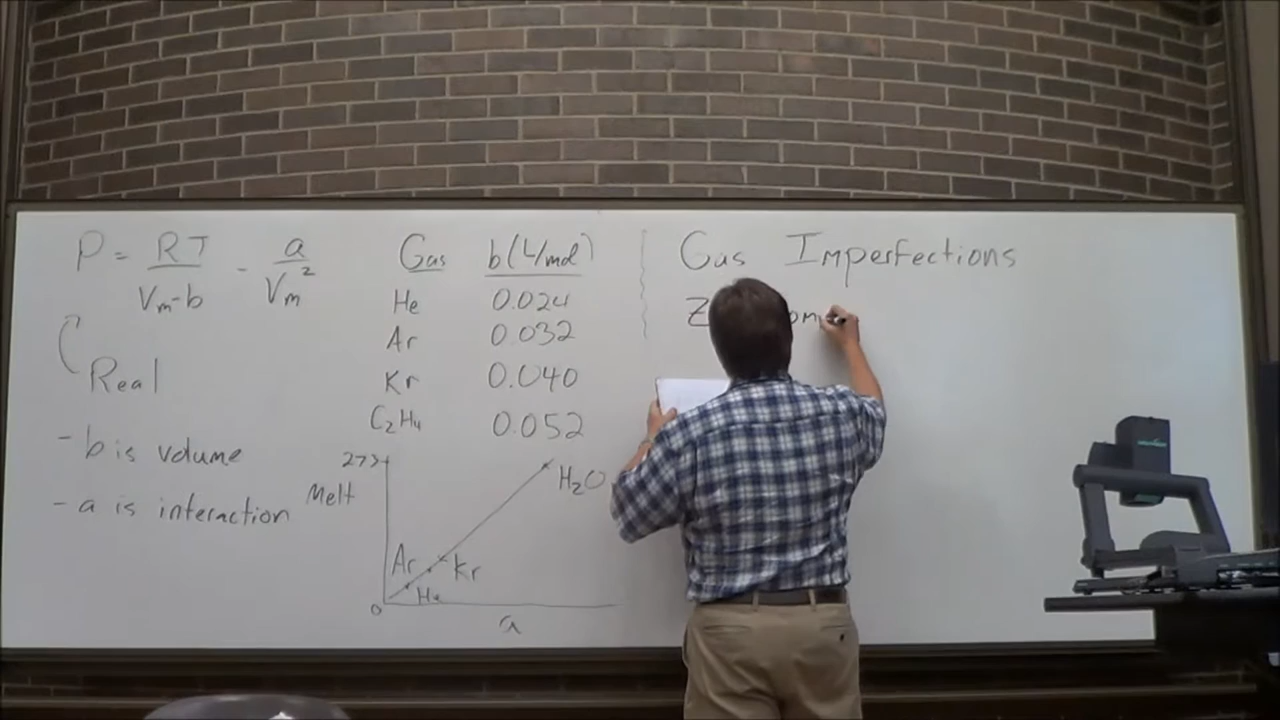 P = RT/(Vm-b) - a/Vm²
Real
- b is volume
- a is interaction
Gas b(L/mol)
He 0.024
Ar 0.032
Kr 0.040
C₂H₄ 0.052
273
Melt
H₂O
Ar
Kr
He
0
a
Gas Imperfections
Z